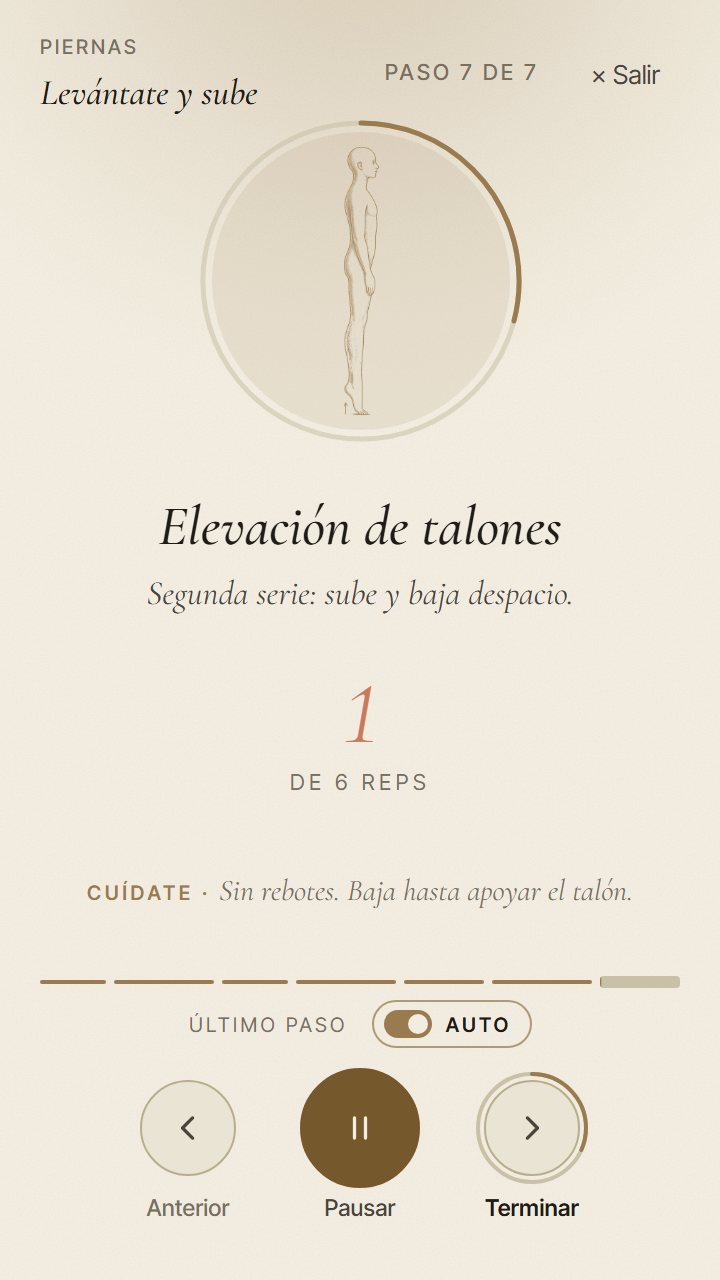 PIERNAS
Levántate y sube
PASO 7 DE 7
× Salir
Elevación de talones
Segunda serie: sube y baja despacio.
1
DE 6 REPS
CUÍDATE · Sin rebotes. Baja hasta apoyar el talón.
ÚLTIMO PASO
AUTO
Anterior
Pausar
Terminar